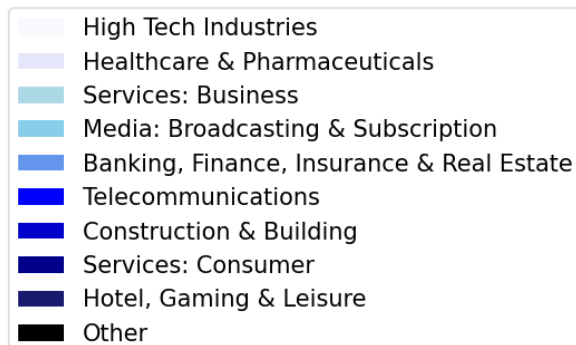 High Tech Industries
Healthcare & Pharmaceuticals
Services: Business
Media: Broadcasting & Subscription
Banking, Finance, Insurance & Real Estate
Telecommunications
Construction & Building
Services: Consumer
Hotel, Gaming & Leisure
Other